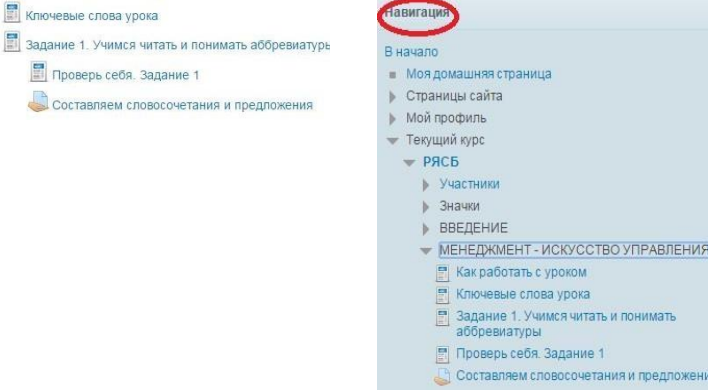 Ключевые слова урока
Задание 1. Учимся читать и понимать аббревиатуры
Проверь себя. Задание 1
Составляем словосочетания и предложения
Навигация
В начало
Моя домашняя страница
Страницы сайта
Мой профиль
Текущий курс
РЯСБ
Участники
Значки
ВВЕДЕНИЕ
МЕНЕДЖМЕНТ - ИСКУССТВО УПРАВЛЕНИЯ
Как работать с уроком
Ключевые слова урока
Задание 1. Учимся читать и понимать
аббревиатуры
Проверь себя. Задание 1
Составляем словосочетания и предложени